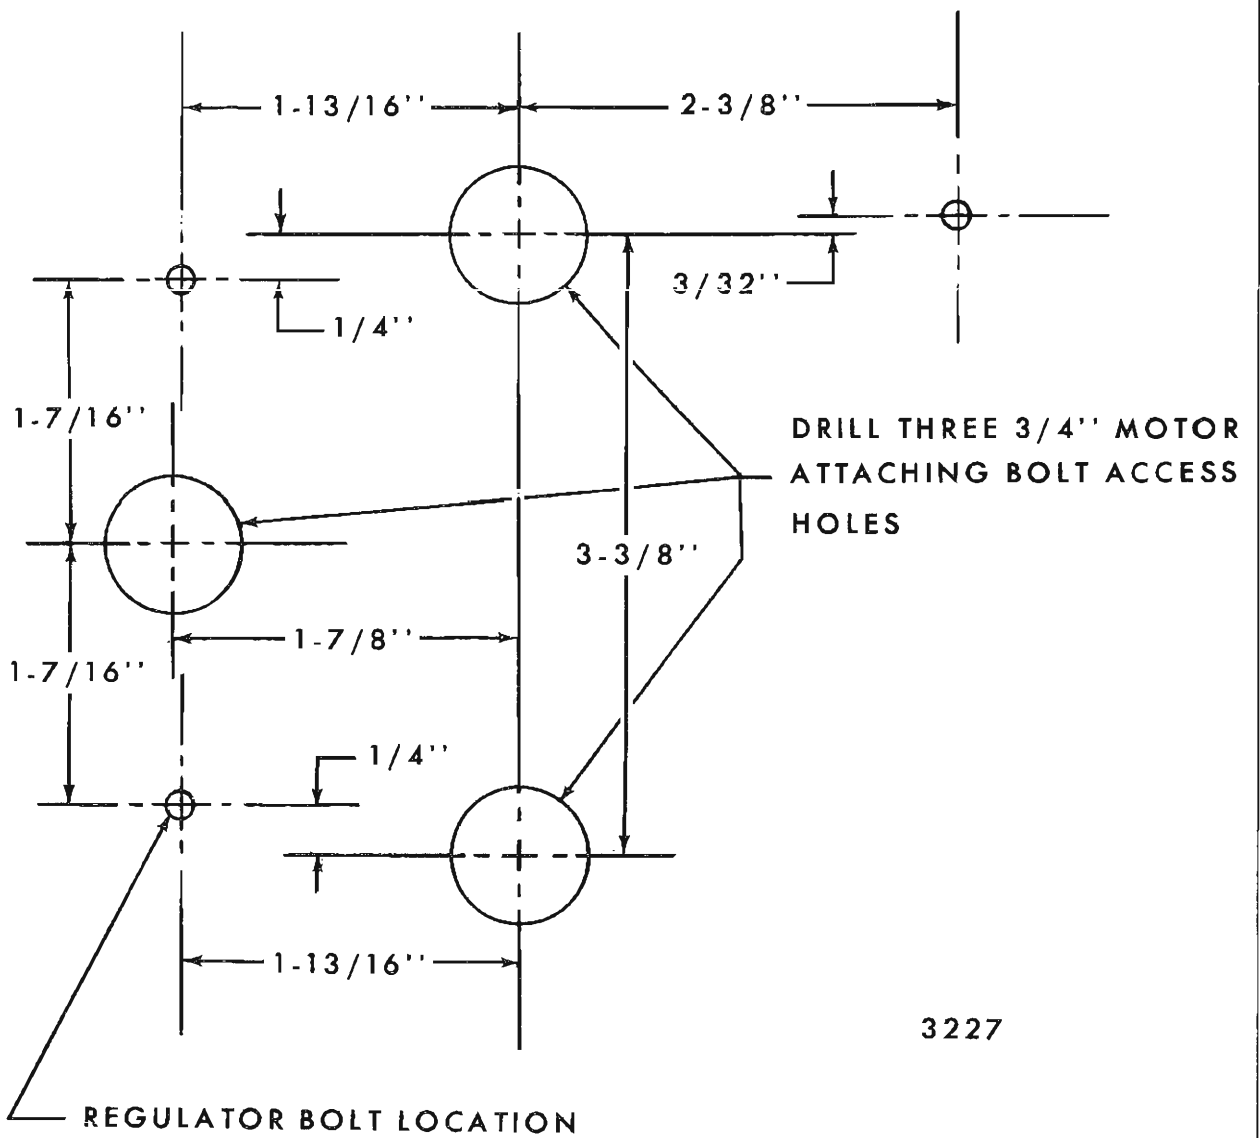 1-13/16''
2-3/8''
3/32''
1/4''
1-7/16''
DRILL THREE 3/4'' MOTOR
ATTACHING BOLT ACCESS
HOLES
3-3/8''
1-7/8''
1-7/16''
1/4''
1-13/16''
3227
REGULATOR BOLT LOCATION